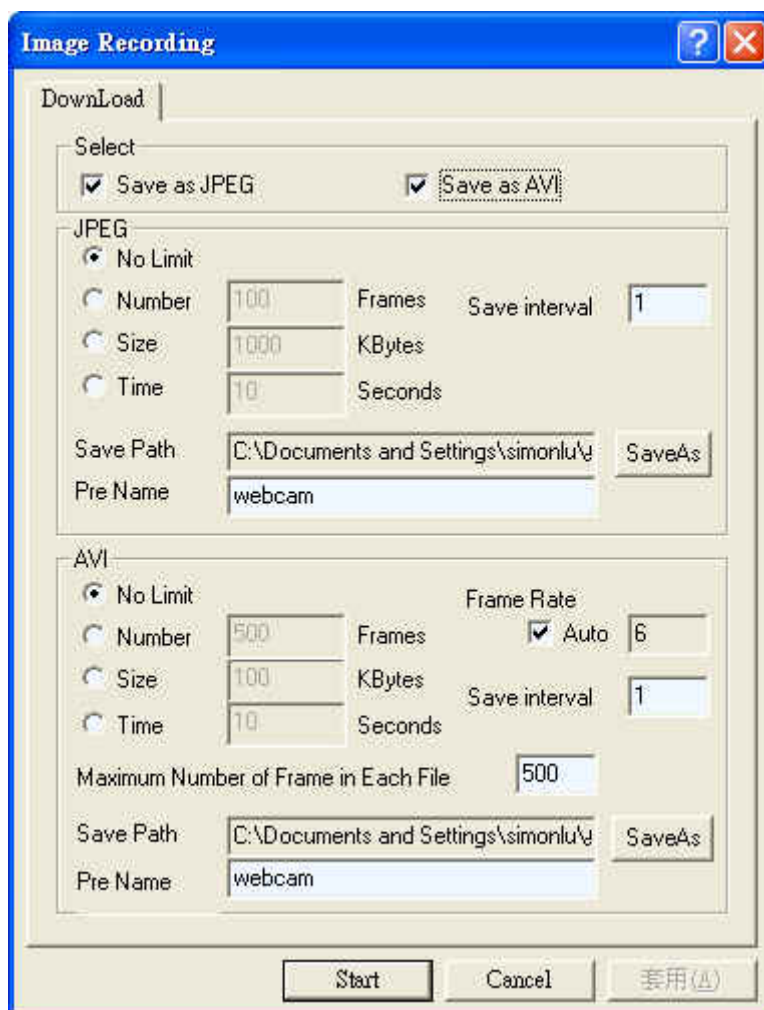 Image Recording
DownLoad
Select
Save as JPEG Save as AVI
JPEG
No Limit
Number 100 Frames Save interval 1
Size 1000 KBytes
Time 10 Seconds
Save Path C:\Documents and Settings\simonlu\ SaveAs
Pre Name webcam
AVI
No Limit Frame Rate
Number 500 Frames Auto 6
Size 100 KBytes
Save interval 1
Time 10 Seconds
Maximum Number of Frame in Each File 500
Save Path C:\Documents and Settings\simonlu\ SaveAs
Pre Name webcam
Start Cancel 套用(A)